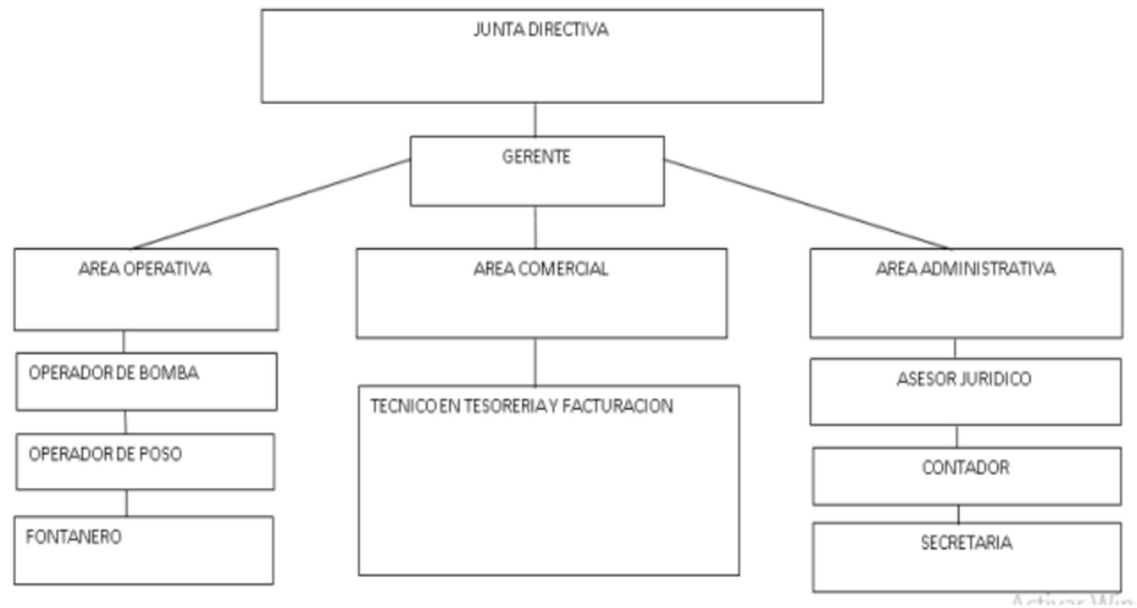 JUNTA DIRECTIVA
GERENTE
AREA OPERATIVA
AREA COMERCIAL
AREA ADMINISTRATIVA
OPERADOR DE BOMBA
OPERADOR DE POSO
FONTANERO
TECNICO EN TESORERIA Y FACTURACION
ASESOR JURIDICO
CONTADOR
SECRETARIA